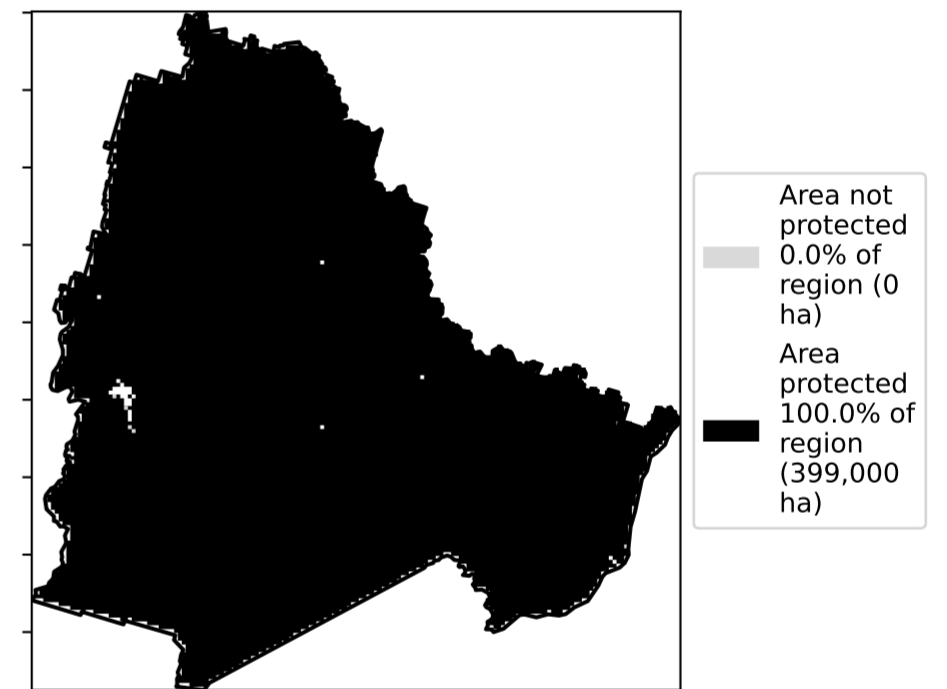 Area not
protected
0.0% of
region (0
ha)
Area
protected
100.0% of
region
(399,000
ha)